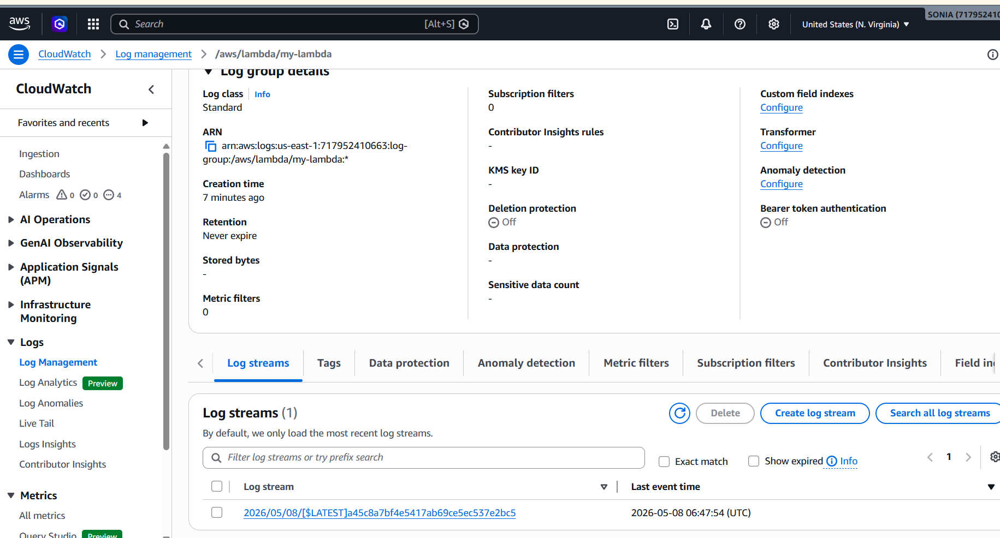 aws
Search
[Alt+S]
United States (N. Virginia)
SONIA (717952410
CloudWatch
Log management
/aws/lambda/my-lambda
CloudWatch
Favorites and recents
Ingestion
Dashboards
Alarms 0 0 4
AI Operations
GenAI Observability
Application Signals
(APM)
Infrastructure
Monitoring
Logs
Log Management
Log Analytics Preview
Log Anomalies
Live Tail
Logs Insights
Contributor Insights
Metrics
All metrics
Query Studio Preview
Log group details
Log class Info
Standard
ARN
arn:aws:logs:us-east-1:717952410663:log-
group:/aws/lambda/my-lambda:*
Creation time
7 minutes ago
Retention
Never expire
Stored bytes
-
Metric filters
0
Subscription filters
0
Contributor Insights rules
-
KMS key ID
-
Deletion protection
Off
Data protection
-
Sensitive data count
-
Custom field indexes
Configure
Transformer
Configure
Anomaly detection
Configure
Bearer token authentication
Off
Log streams
Tags
Data protection
Anomaly detection
Metric filters
Subscription filters
Contributor Insights
Field in
Log streams (1)
Delete
Create log stream
Search all log streams
By default, we only load the most recent log streams.
Filter log streams or try prefix search
Exact match
Show expired Info
1
Log stream
Last event time
2026/05/08/[$LATEST]a45c8a7bf4e5417ab69ce5ec537e2bc5
2026-05-08 06:47:54 (UTC)